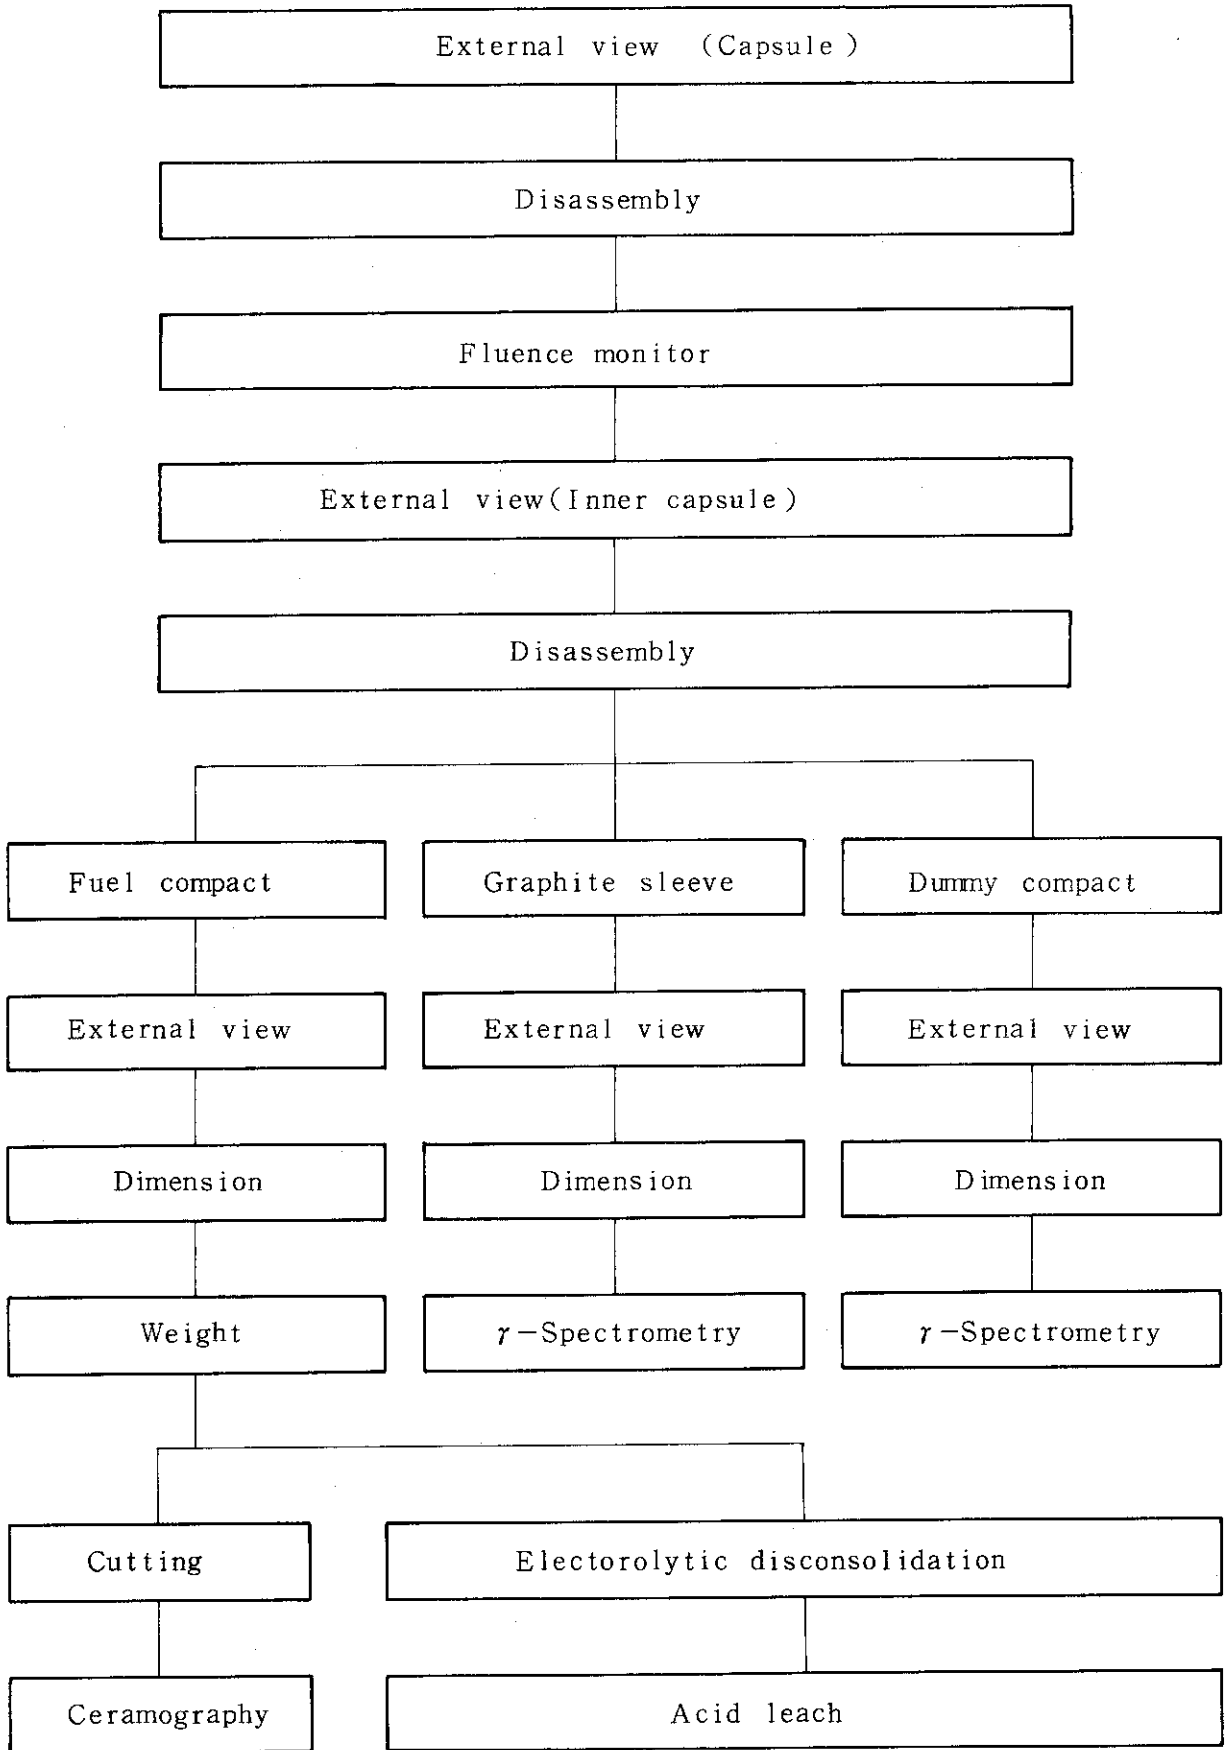 External view (Capsule)
Disassembly
Fluence monitor
External view(Inner capsule)
Disassembly
Fuel compact
Graphite sleeve
Dummy compact
External view
External view
External view
Dimension
Dimension
Dimension
Weight
γ-Spectrometry
γ-Spectrometry
Cutting
Electorolytic disconsolidation
Ceramography
Acid leach